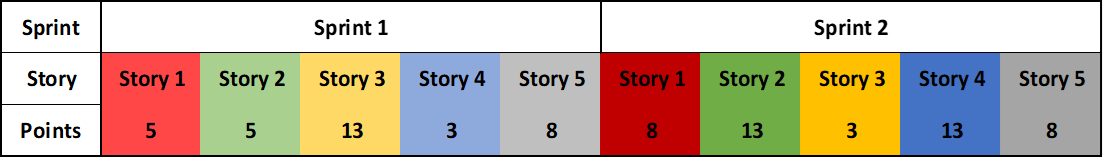 Sprint Sprint 1 Sprint 2
Story Story 1 Story 2 Story 3 Story 4 Story 5 Story 1 Story 2 Story 3 Story 4 Story 5
Points 5 5 13 3 8 8 13 3 13 8